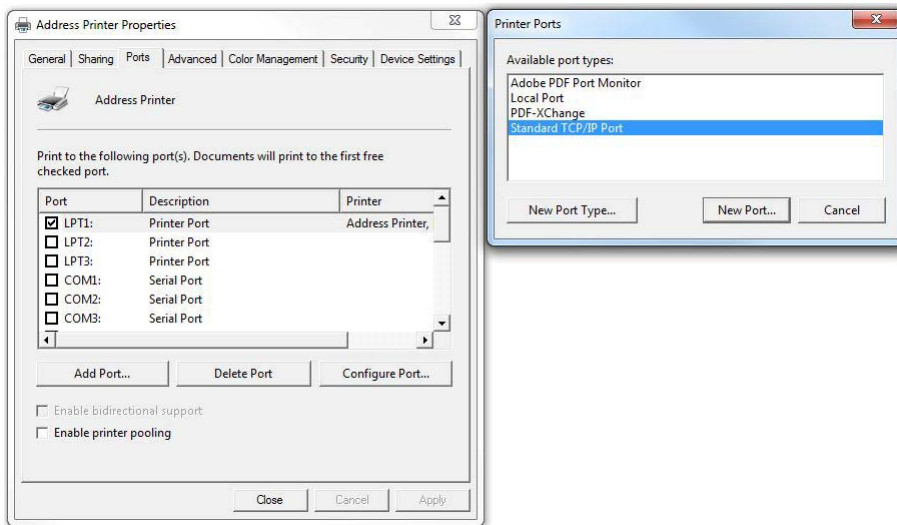 Address Printer Properties
General Sharing Ports Advanced Color Management Security Device Settings
Address Printer
Print to the following port(s). Documents will print to the first free
checked port.
Port Description Printer
LPT1: Printer Port Address Printer,
LPT2: Printer Port
LPT3: Printer Port
COM1: Serial Port
COM2: Serial Port
COM3: Serial Port
Add Port... Delete Port Configure Port...
Enable bidirectional support
Enable printer pooling
Close Cancel Apply
Printer Ports
Available port types:
Adobe PDF Port Monitor
Local Port
PDF-XChange
Standard TCP/IP Port
New Port Type... New Port... Cancel